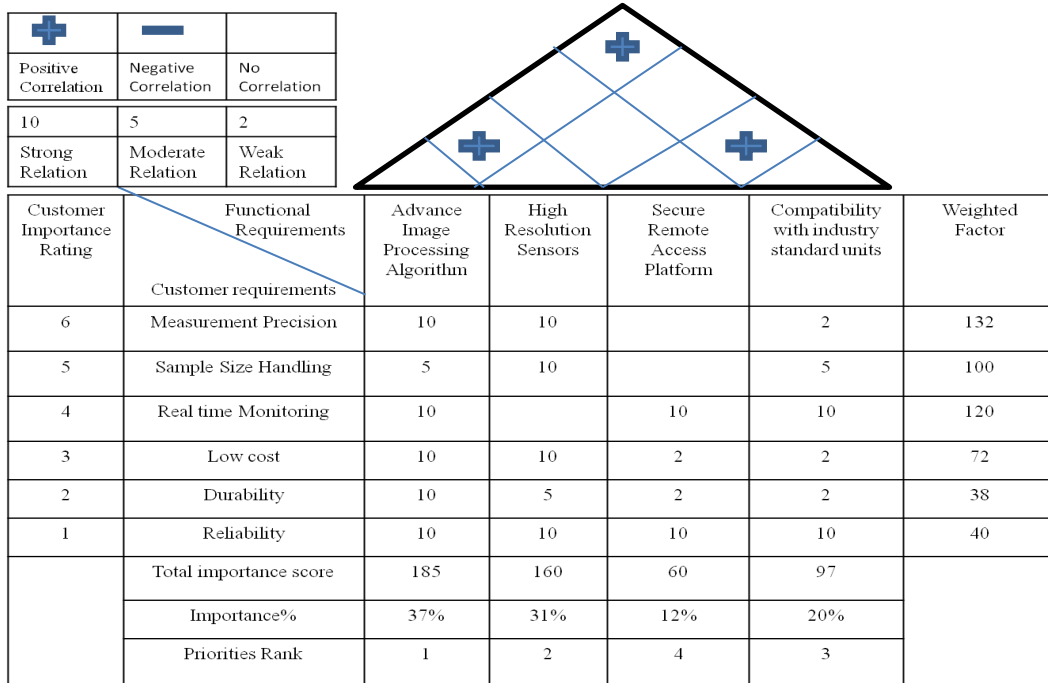 Positive Correlation
Negative Correlation
No Correlation
10 5 2
Strong Relation
Moderate Relation
Weak Relation
Customer Importance Rating
Functional Requirements
Customer requirements
Advance Image Processing Algorithm
High Resolution Sensors
Secure Remote Access Platform
Compatibility with industry standard units
Weighted Factor
6 Measurement Precision 10 10 2 132
5 Sample Size Handling 5 10 5 100
4 Real time Monitoring 10 10 10 120
3 Low cost 10 10 2 2 72
2 Durability 10 5 2 2 38
1 Reliability 10 10 10 10 40
Total importance score 185 160 60 97
Importance% 37% 31% 12% 20%
Priorities Rank 1 2 4 3